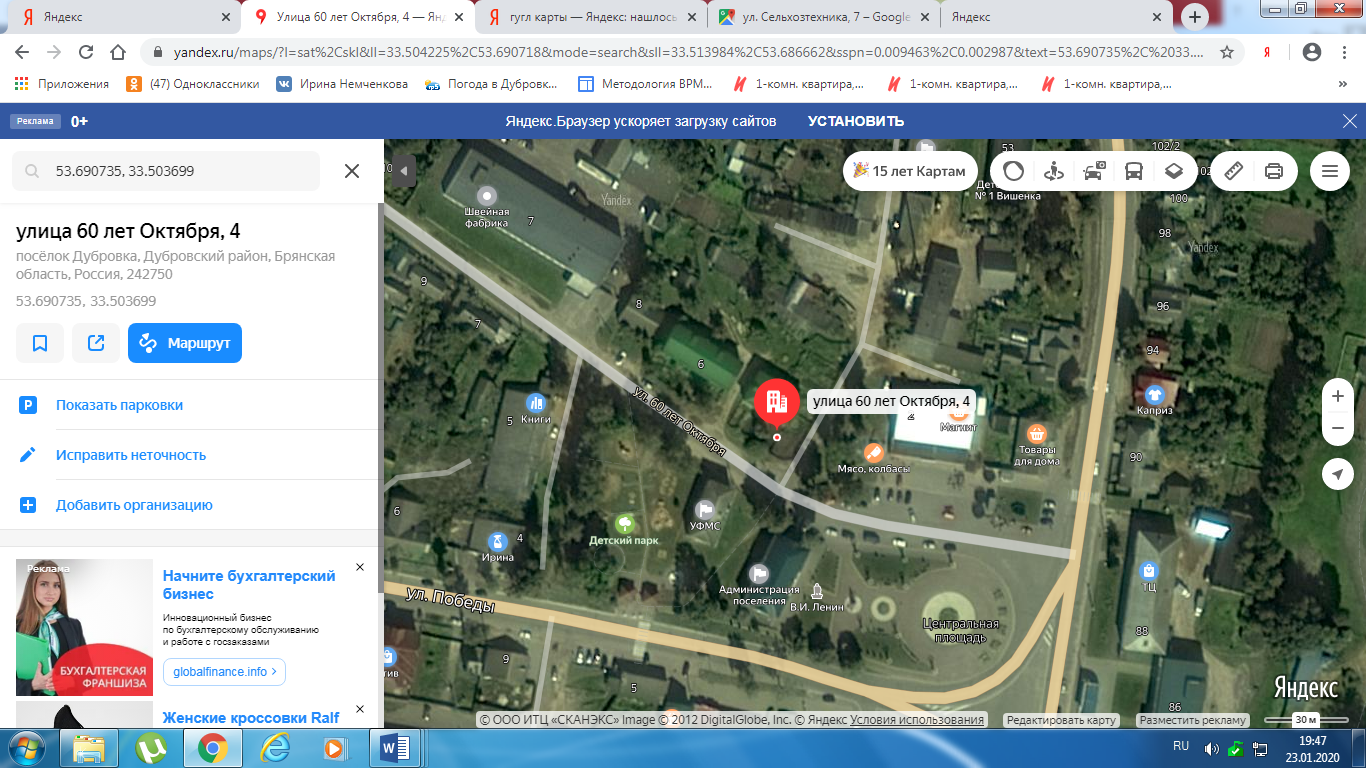 Яндекс
Улица 60 лет Октября, 4 — Янд
гугл карты — Яндекс: нашлось
ул. Сельхозтехника, 7 – Google
Яндекс
yandex.ru/maps/?l=sat%2Cskl&ll=33.504225%2C53.690718&mode=search&sll=33.513984%2C53.686662&sspn=0.009463%2C0.002987&text=53.690735%2C%2033....
Приложения
(47) Одноклассники
Ирина Немченкова
Погода в Дубровк...
Методология ВРМ...
1-комн. квартира,...
1-комн. квартира,...
1-комн. квартира,...
»
Реклама
0+
Яндекс.Браузер ускоряет загрузку сайтов
УСТАНОВИТЬ
53.690735, 33.503699
15 лет Картам
улица 60 лет Октября, 4
посёлок Дубровка, Дубровский район, Брянская
область, Россия, 242750
53.690735, 33.503699
Маршрут
Показать парковки
Исправить неточность
Добавить организацию
Реклама
Начните бухгалтерский
бизнес
Инновационный бизнес
по бухгалтерскому обслуживанию
и работе с госзаказами
globalfinance.info
БУХГАЛТЕРСКАЯ
ФРАНШИЗА
Женские кроссовки Ralf
53
102/2
№ 1 Вишенка
100
98
96
94
90
88
86
Швейная
фабрика
7
Yandex
Yandex
9
8
7
6
улица 60 лет Октября, 4
ул. 60 лет Октября
Книги
5
Магнит
Каприз
Мясо, колбасы
Товары
для дома
6
УФМС
Детский парк
4
Ирина
Администрация
поселения
В.И. Ленин
ТЦ
ул. Победы
Центральная
площадь
9
5
Яндекс
© ООО ИТЦ «СКАНЭКС» Image © 2012 DigitalGlobe, Inc. © Яндекс Условия использования
Редактировать карту
Разместить рекламу
30 м
RU
19:47
23.01.2020